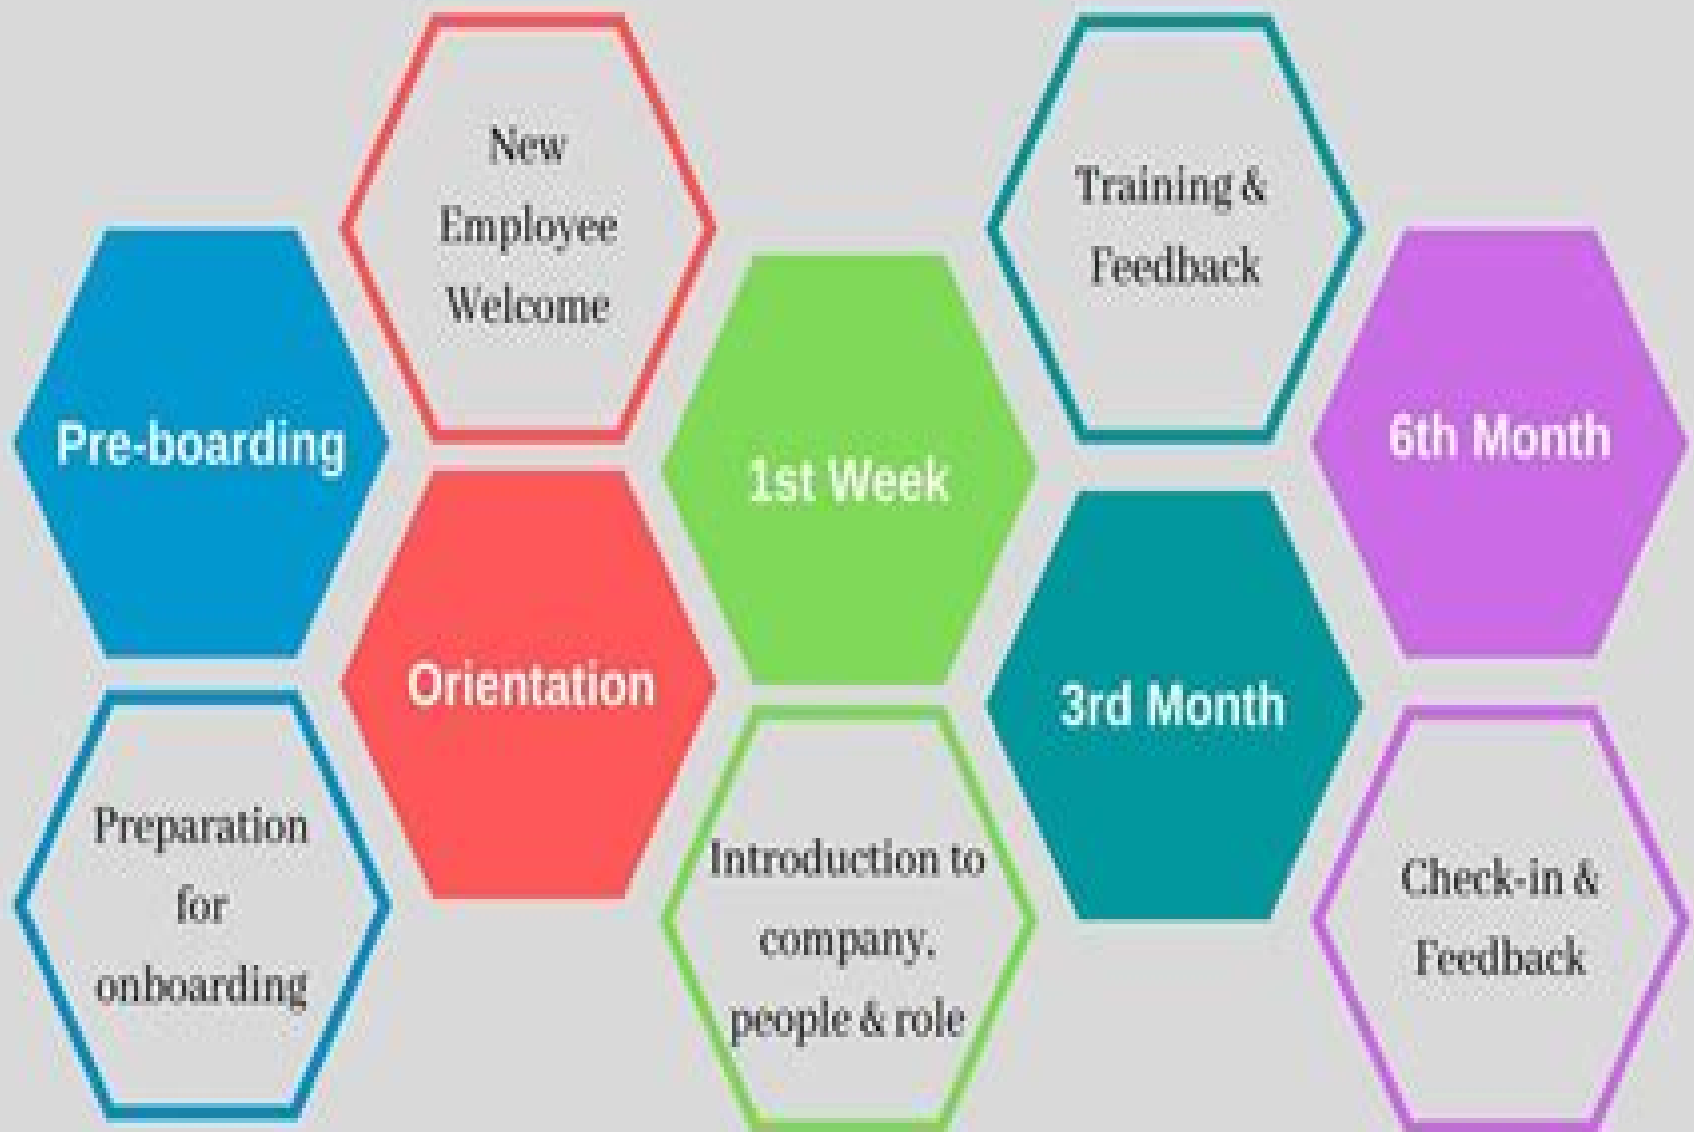 Pre-boarding
Preparation
for
onboarding
New
Employee
Welcome
Orientation
1st Week
Introduction to
company,
people & role
Training &
Feedback
3rd Month
6th Month
Check-in &
Feedback